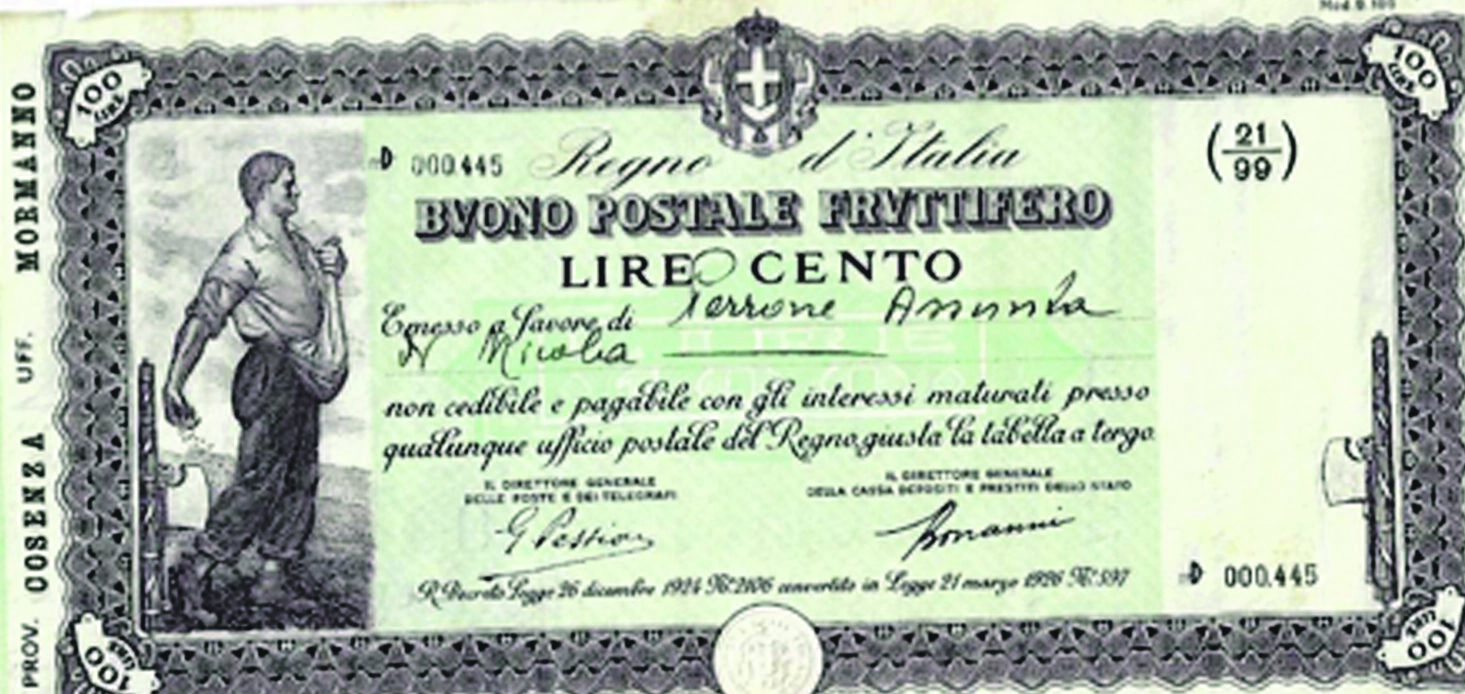 Mod. B. 100
100
LIRE
100
LIRE
(21/99)
D 000.445
Regno d'Italia
BVONO POSTALE FRVTTIFERO
LIRE CENTO
Emesso a favore di Perrone Annunta
di Nicola
non cedibile e pagabile con gli interessi maturati presso
qualunque ufficio postale del Regno, giusta la tabella a tergo
IL DIRETTORE GENERALE
DELLE POSTE E DEI TELEGRAFI
IL DIRETTORE GENERALE
DELLA CASSA DEPOSITI E PRESTITI DELLO STATO
G Pession
Bonanni
R. Decreto Legge 26 dicembre 1924 N.° 2106 convertito in Legge 21 marzo 1926 N.° 597
D 000.445
100
LIRE
100
LIRE
PROV. COSENZA UFF. MORMANNO